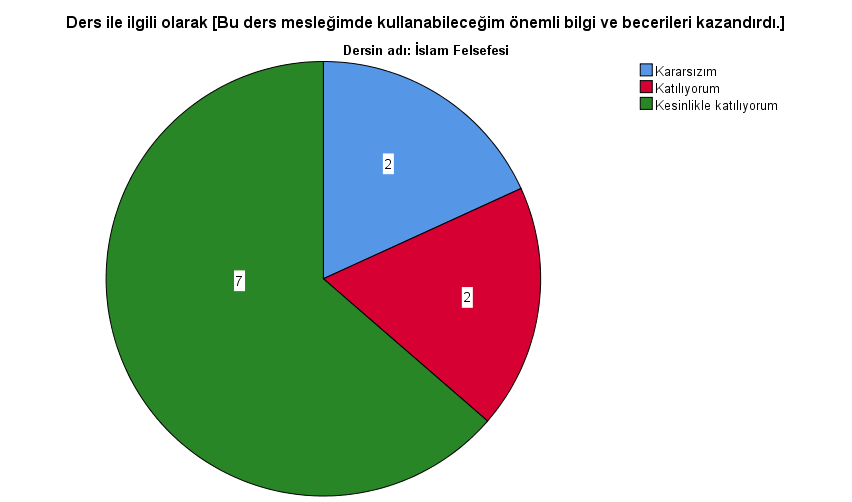 Ders ile ilgili olarak [Bu ders mesleğimde kullanabileceğim önemli bilgi ve becerileri kazandırdı.]
Dersin adı: İslam Felsefesi
Kararsızım
Katılıyorum
Kesinlikle katılıyorum
2
2
7